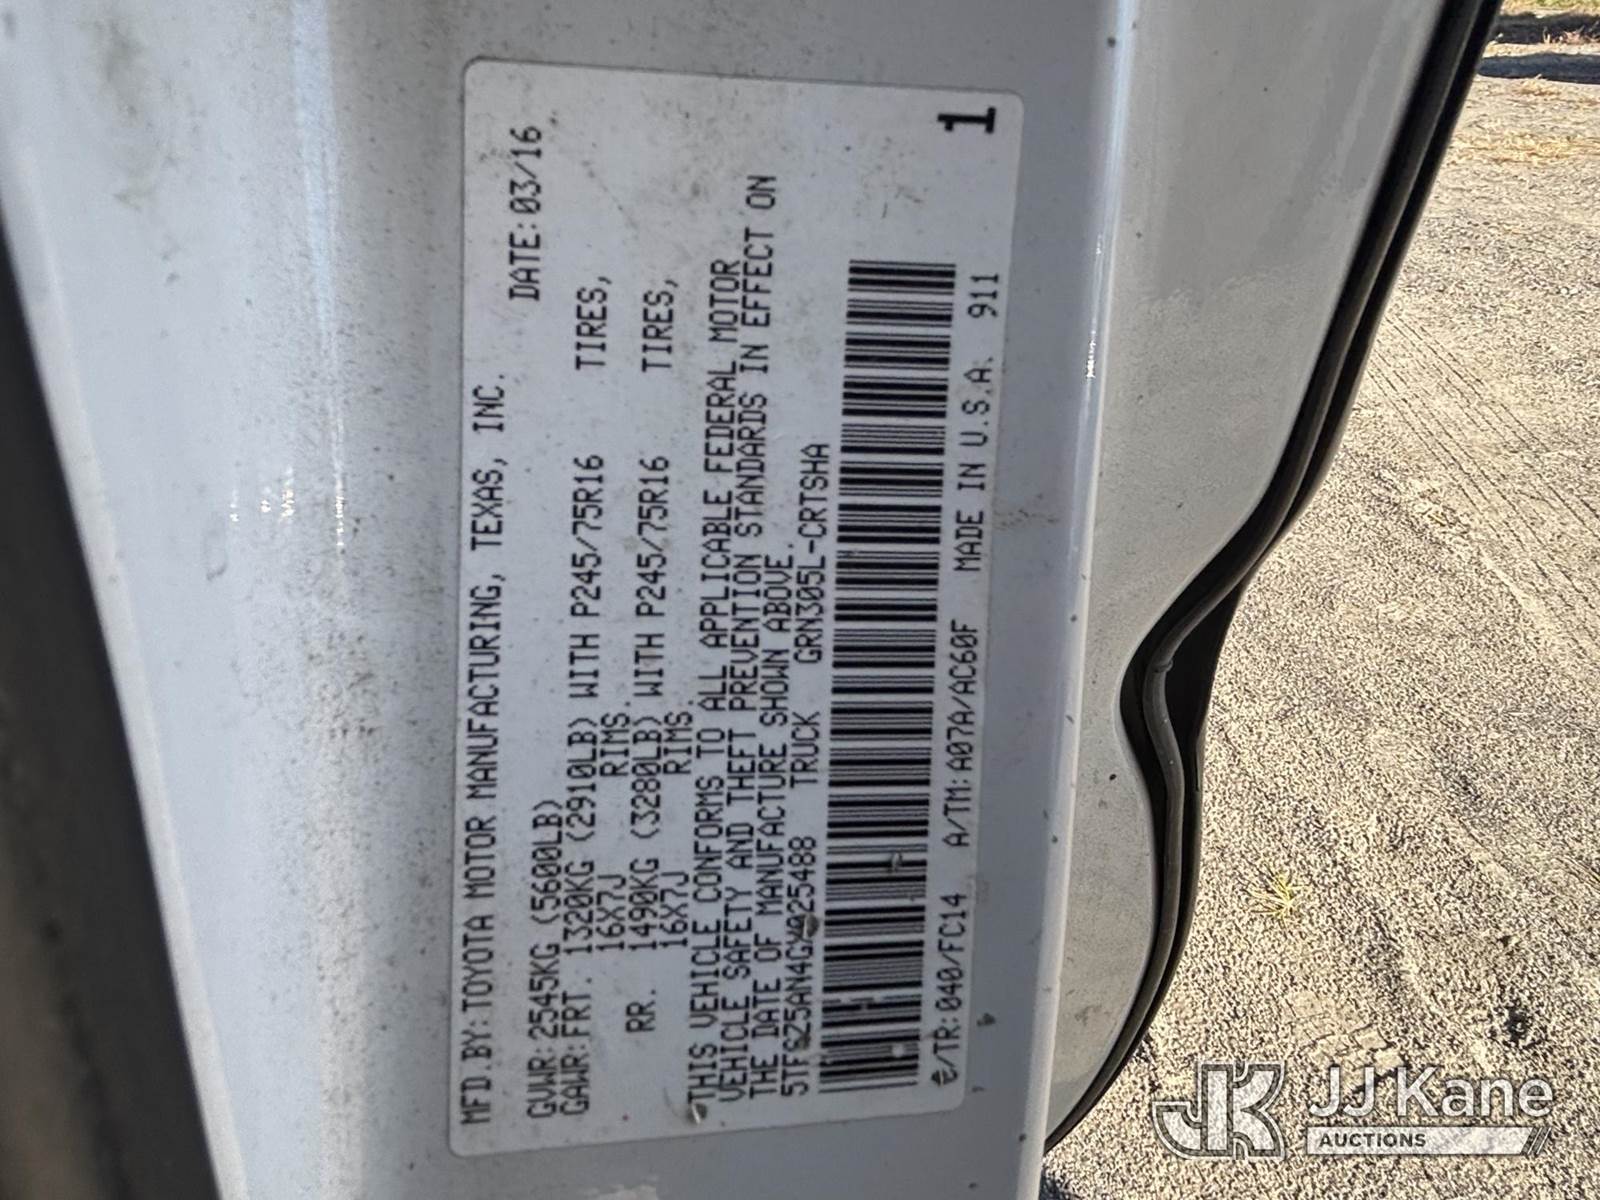 MFD.BY: TOYOTA MOTOR MANUFACTURING, TEXAS, INC.
DATE: 03/16
GVWR: 2545KG (5600LB)
GAWR: FRT. 1320KG (2910LB) WITH P245/75R16 TIRES,
16X7J RIMS.
RR. 1490KG (3280LB) WITH P245/75R16 TIRES,
16X7J RIMS.
THIS VEHICLE CONFORMS TO ALL APPLICABLE FEDERAL MOTOR
VEHICLE SAFETY AND THEFT PREVENTION STANDARDS IN EFFECT ON
THE DATE OF MANUFACTURE SHOWN ABOVE.
TRUCK GRN305L-CRTSHA
/TR: 040/FC14 A/TM: A07A/AC60F MADE IN U.S.A. 911
1
JK JJ Kane
AUCTIONS